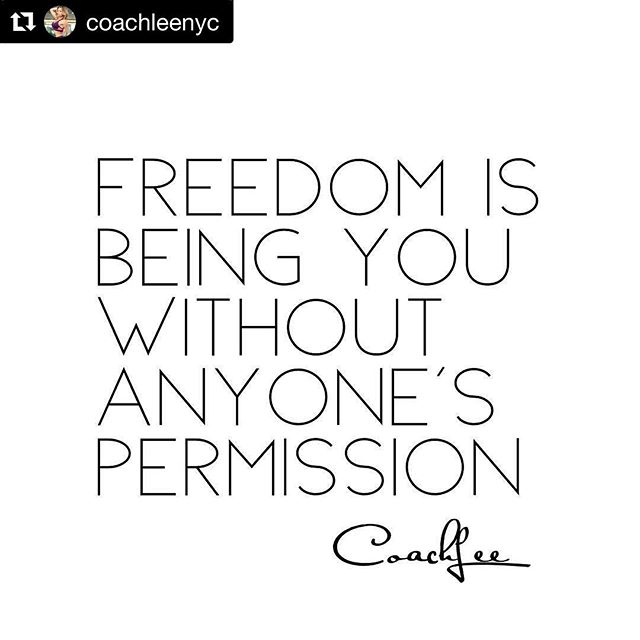 coachleenyc
FREEDOM IS
BEING YOU
WITHOUT
ANYONE'S
PERMISSION
CoachLee